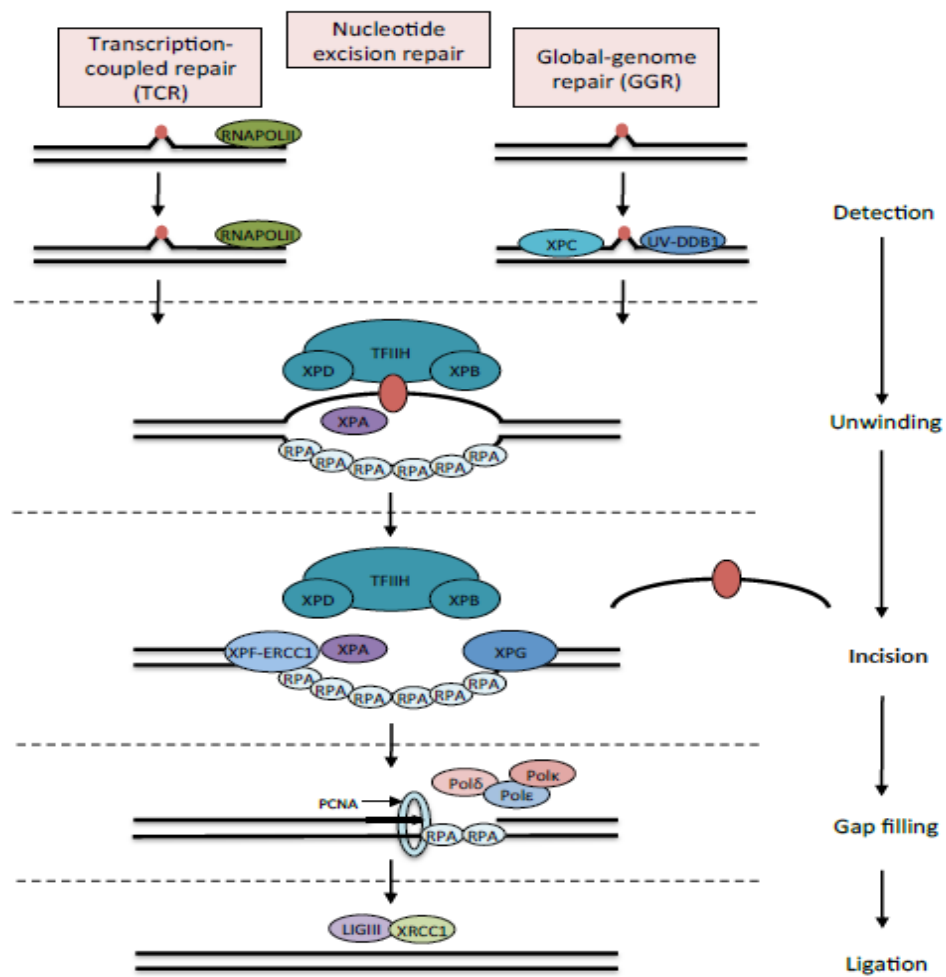 Transcription-
coupled repair
(TCR)
Nucleotide
excision repair
Global-genome
repair (GGR)
RNAPOLII
RNAPOLII
XPC
UV-DDB1
Detection
TFIIH
XPD
XPB
XPA
RPA
RPA
RPA
RPA
RPA
RPA
Unwinding
TFIIH
XPD
XPB
XPF-ERCC1
XPA
XPG
RPA
RPA
RPA
RPA
RPA
RPA
Incision
Polδ
Polκ
Polε
PCNA
RPA
RPA
Gap filling
LIGIII
XRCC1
Ligation